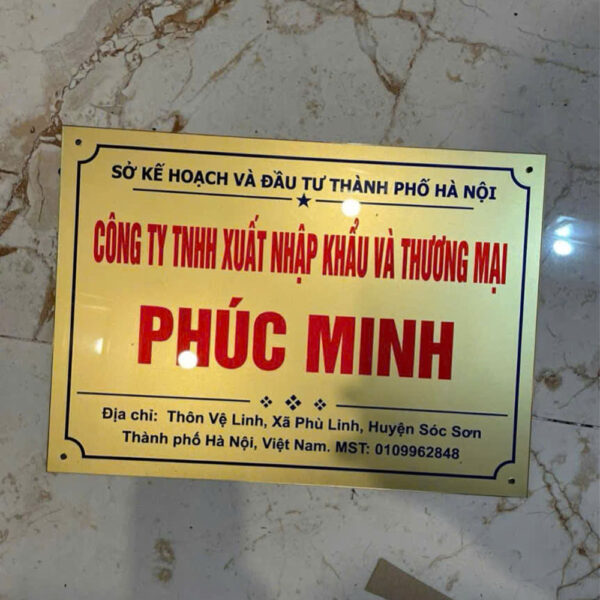 SỞ KẾ HOẠCH VÀ ĐẦU TƯ THÀNH PHỐ HÀ NỘI
CÔNG TY TNHH XUẤT NHẬP KHẨU VÀ THƯƠNG MẠI
PHÚC MINH
Địa chỉ: Thôn Vệ Linh, Xã Phù Linh, Huyện Sóc Sơn
Thành phố Hà Nội, Việt Nam. MST: 0109962848